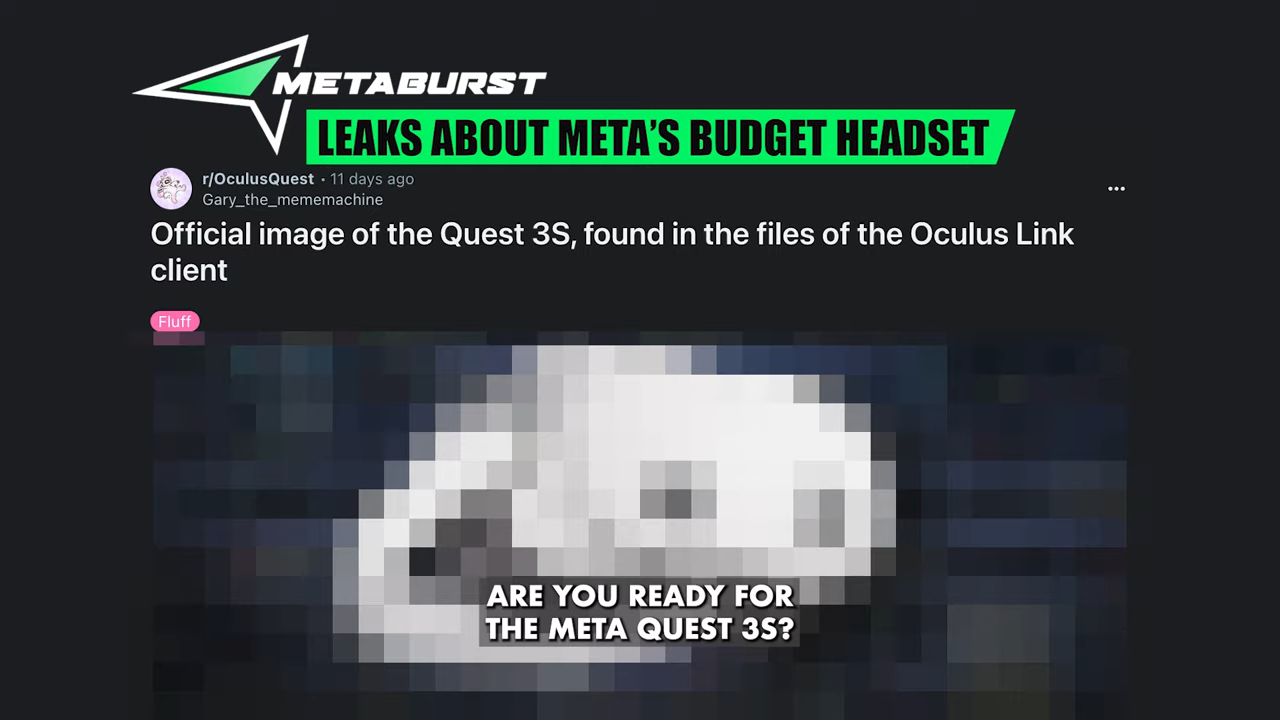 METABURST
LEAKS ABOUT META'S BUDGET HEADSET
r/OculusQuest • 11 days ago
Gary_the_mememachine
Official image of the Quest 3S, found in the files of the Oculus Link
client
Fluff
ARE YOU READY FOR
THE META QUEST 3S?